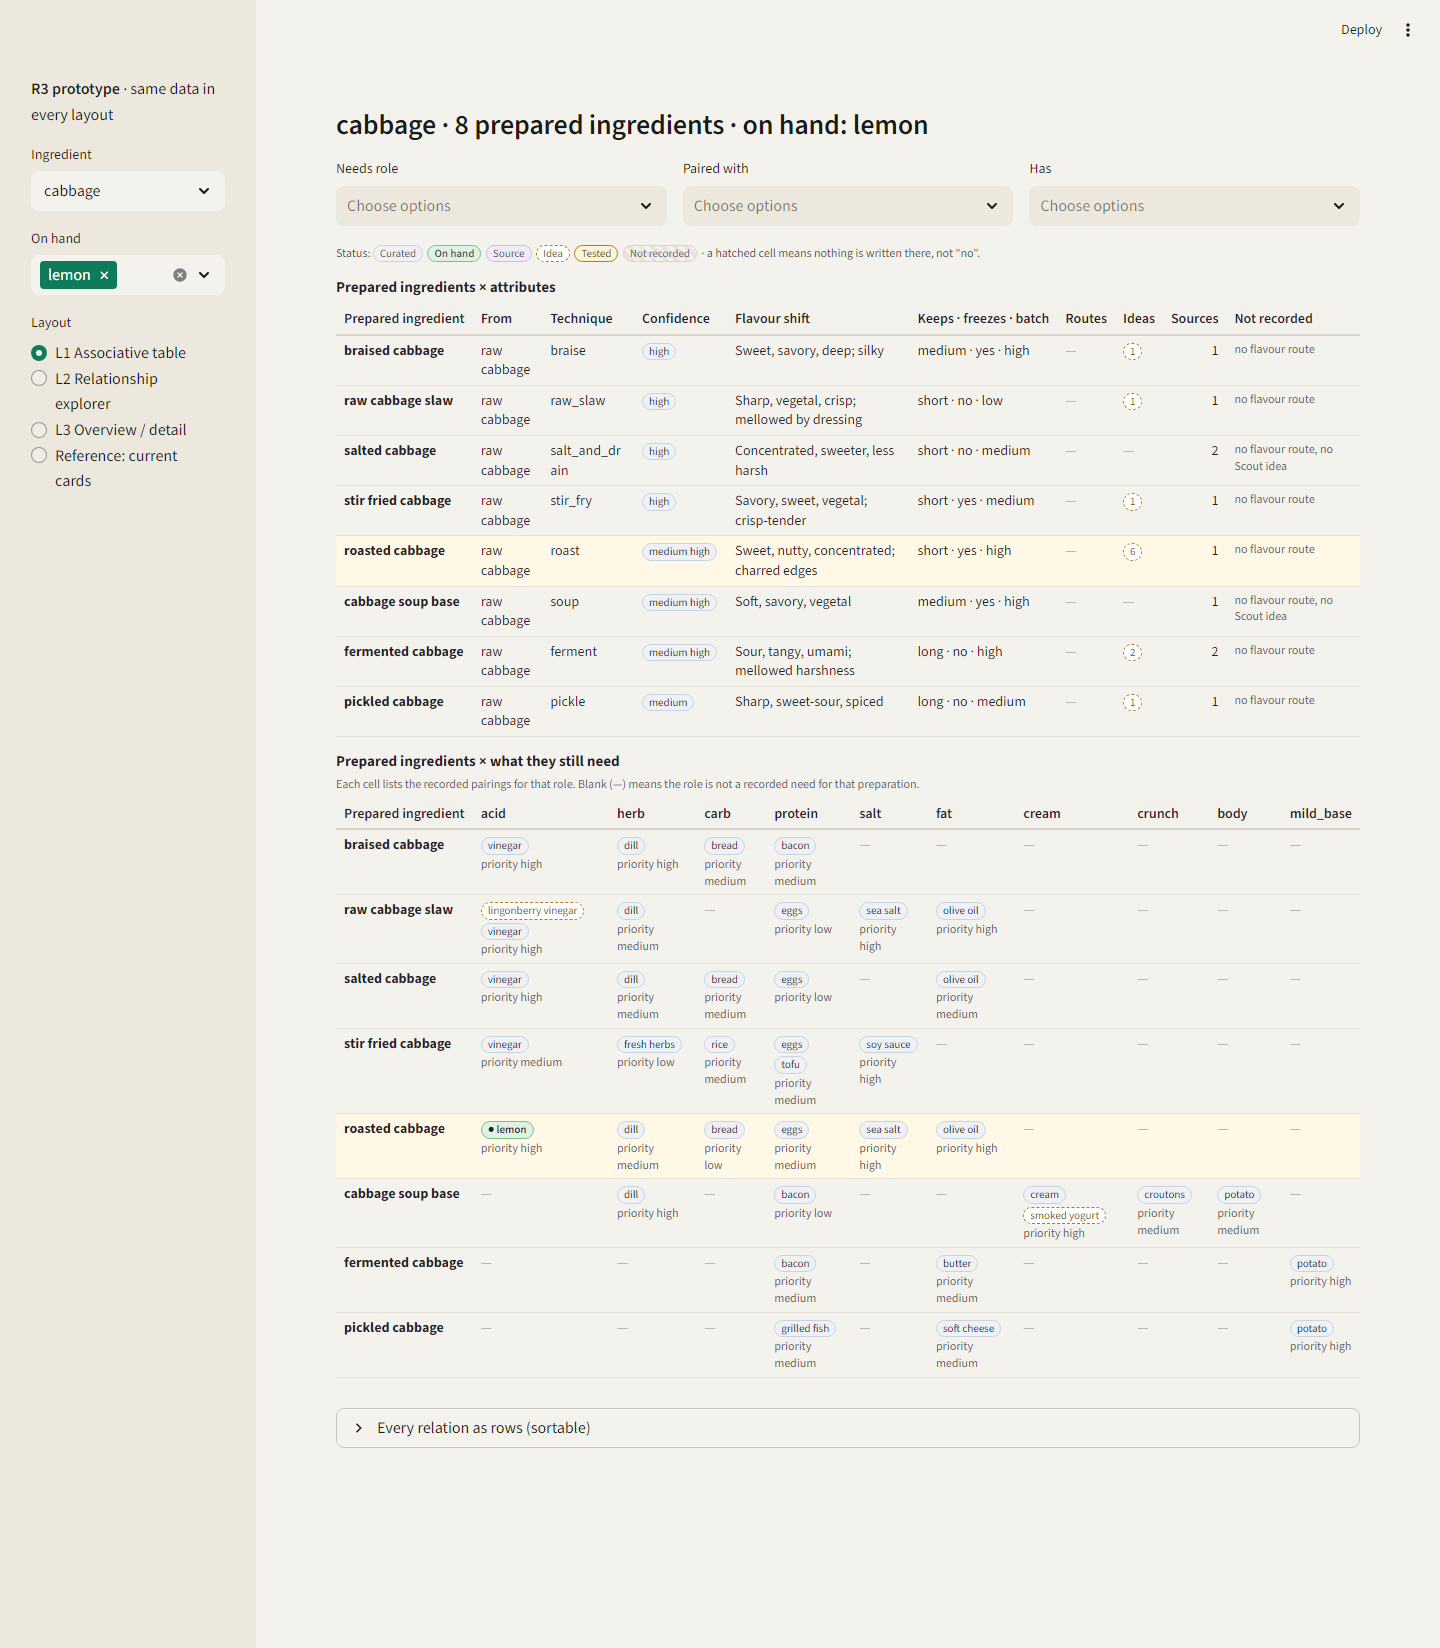 Deploy
R3 prototype · same data in
every layout
Ingredient
cabbage
On hand
lemon ×
Layout
L1 Associative table
L2 Relationship
explorer
L3 Overview / detail
Reference: current
cards
cabbage · 8 prepared ingredients · on hand: lemon
Needs role Paired with Has
Choose options Choose options Choose options
Status: Curated On hand Source Idea Tested Not recorded · a hatched cell means nothing is written there, not "no".
Prepared ingredients × attributes
Prepared ingredient From Technique Confidence Flavour shift Keeps · freezes · batch Routes Ideas Sources Not recorded
braised cabbage raw braise high Sweet, savory, deep; silky medium · yes · high — 1 1 no flavour route
cabbage
raw cabbage slaw raw raw_slaw high Sharp, vegetal, crisp; short · no · low — 1 1 no flavour route
cabbage mellowed by dressing
salted cabbage raw salt_and_dr high Concentrated, sweeter, less short · no · medium — — 2 no flavour route, no
cabbage ain harsh Scout idea
stir fried cabbage raw stir_fry high Savory, sweet, vegetal; short · yes · medium — 1 1 no flavour route
cabbage crisp-tender
roasted cabbage raw roast medium high Sweet, nutty, concentrated; short · yes · high — 6 1 no flavour route
cabbage charred edges
cabbage soup base raw soup medium high Soft, savory, vegetal medium · yes · high — — 1 no flavour route, no
cabbage Scout idea
fermented cabbage raw ferment medium high Sour, tangy, umami; long · no · high — 2 2 no flavour route
cabbage mellowed harshness
pickled cabbage raw pickle medium Sharp, sweet-sour, spiced long · no · medium — 1 1 no flavour route
cabbage
Prepared ingredients × what they still need
Each cell lists the recorded pairings for that role. Blank (—) means the role is not a recorded need for that preparation.
Prepared ingredient acid herb carb protein salt fat cream crunch body mild_base
braised cabbage vinegar dill bread bacon — — — — — —
priority high priority high priority priority
medium medium
raw cabbage slaw lingonberry vinegar dill — eggs sea salt olive oil — — — —
vinegar priority priority low priority priority high
priority high medium high
salted cabbage vinegar dill bread eggs — olive oil — — — —
priority high priority priority priority low priority
medium medium medium
stir fried cabbage vinegar fresh herbs rice eggs soy sauce — — — — —
priority medium priority low priority tofu priority
medium priority high
medium
roasted cabbage • lemon dill bread eggs sea salt olive oil — — — —
priority high priority priority priority priority priority high
medium low medium high
cabbage soup base — dill — bacon — — cream croutons potato —
priority high priority low smoked yogurt priority priority
priority high medium medium
fermented cabbage — — — bacon — butter — — — potato
priority priority priority high
medium medium
pickled cabbage — — — grilled fish — soft cheese — — — potato
priority priority priority high
medium medium
Every relation as rows (sortable)